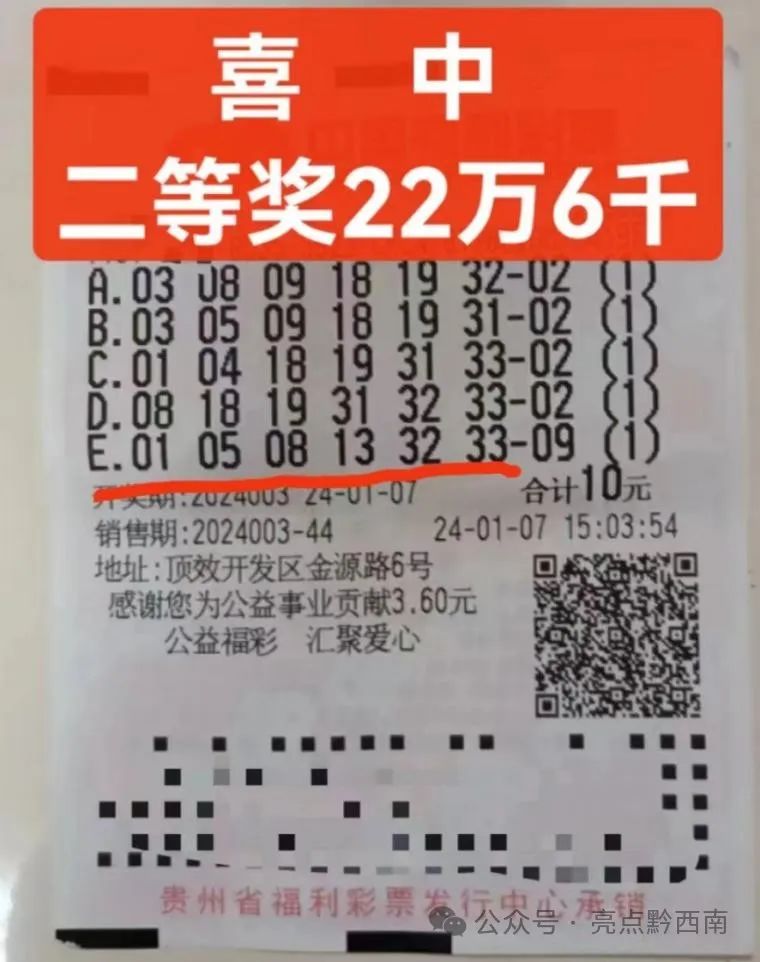 喜 中
二等奖22万6千
A.03 08 09 18 19 32-02 (1)
B.03 05 09 18 19 31-02 (1)
C.01 04 18 19 31 33-02 (1)
D.08 18 19 31 32 33-02 (1)
E.01 05 08 13 32 33-09 (1)
开奖期:2024003 24-01-07 合计10元
销售期:2024003-44 24-01-07 15:03:54
地址:顶效开发区金源路6号
感谢您为公益事业贡献3.60元
公益福彩 汇聚爱心
贵州省福利彩票发行中心承销
公众号·亮点黔西南